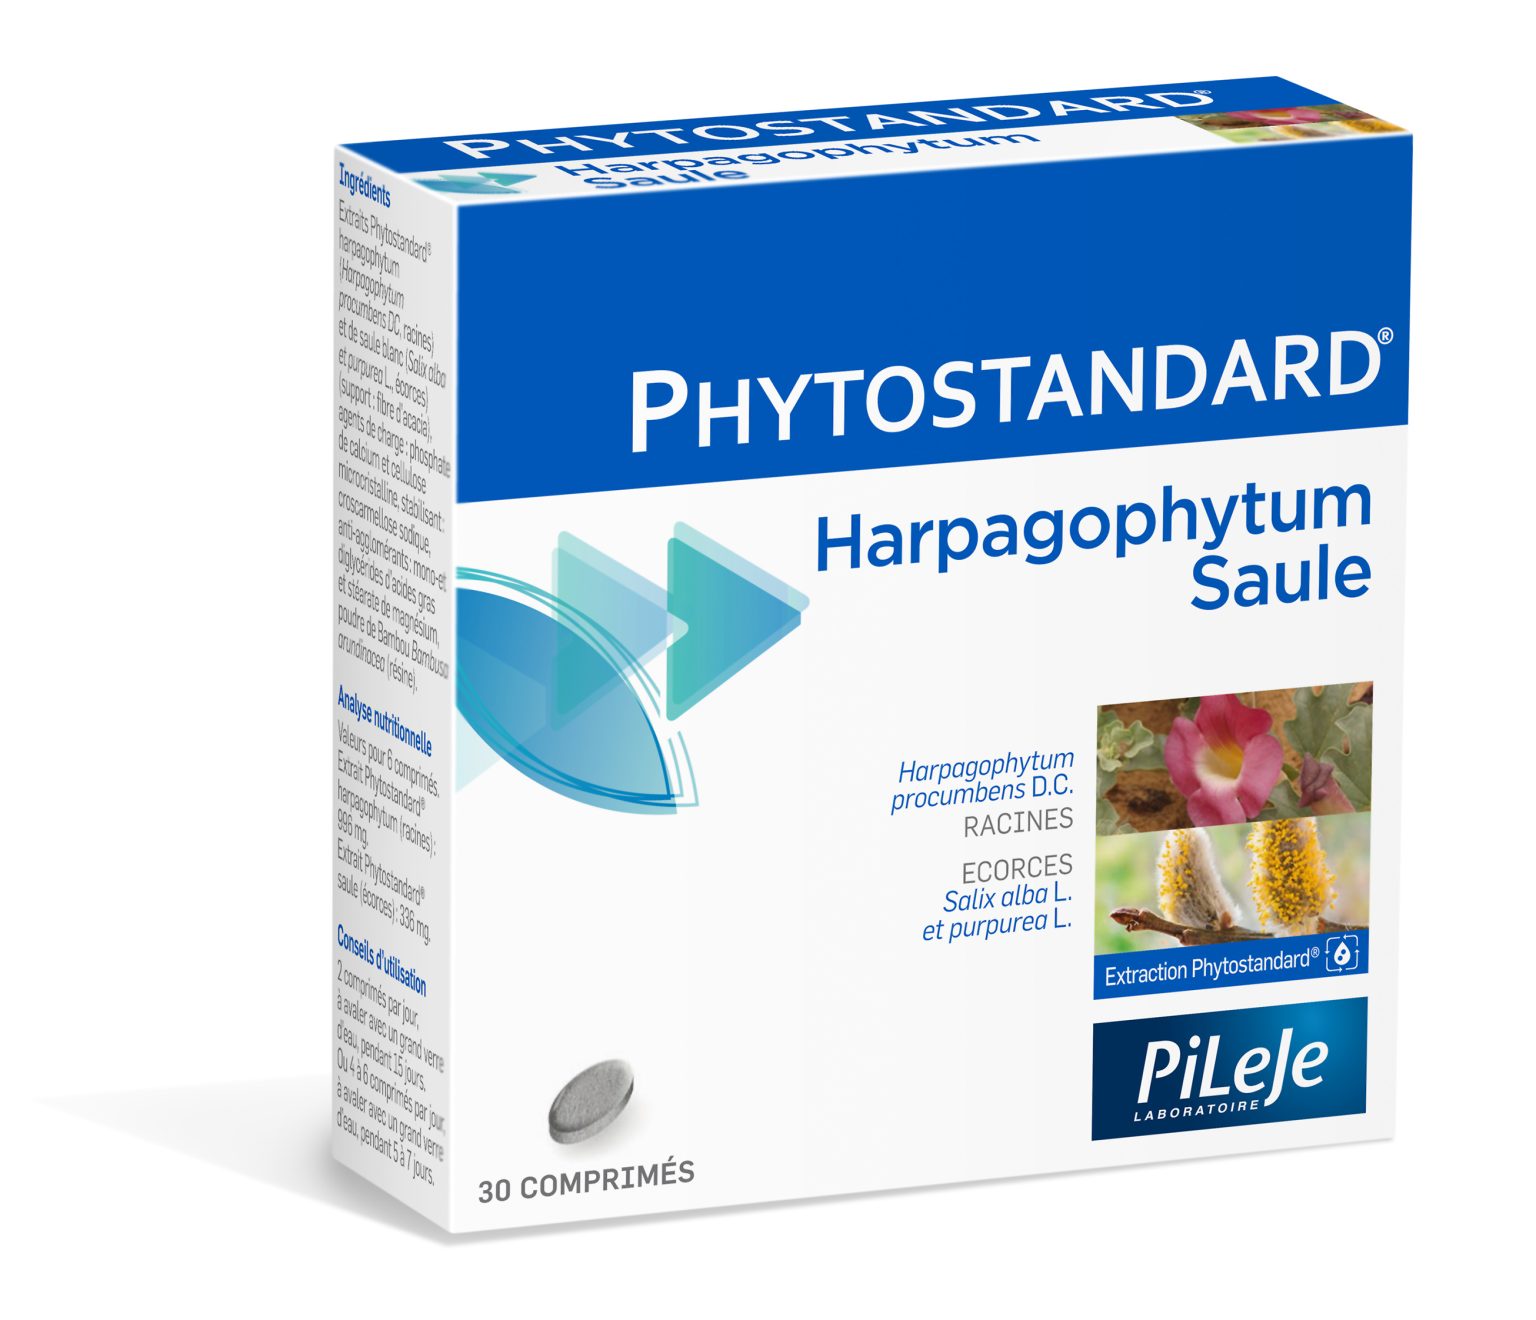 PHYTOSTANDARD®
Harpagophytum
Saule
Ingrédients
Extraits Phytostandard®
harpagophytum
(Harpagophytum
procumbens DC, racines)
et de saule blanc (Salix alba
et purpurea L., écorces)
(support : fibre d'acacia),
agents de charge : phosphate
de calcium et cellulose
microcristalline, stabilisant :
croscarmellose sodique,
anti-agglomérants : mono- et
diglycérides d'acides gras
et stéarate de magnésium,
poudre de Bambou Bambusa
arundinacea (résine).
Analyse nutritionnelle
Valeurs pour 6 comprimés.
Extrait Phytostandard®
harpagophytum (racines) :
996 mg,
Extrait Phytostandard®
saule (écorces) : 336 mg.
Conseils d'utilisation
2 comprimés par jour,
à avaler avec un grand verre
d'eau, pendant 15 jours.
Ou 4 à 6 comprimés par jour,
à avaler avec un grand verre
d'eau, pendant 5 à 7 jours.
PHYTOSTANDARD®
Harpagophytum
Saule
Harpagophytum
procumbens D.C.
RACINES
ECORCES
Salix alba L.
et purpurea L.
Extraction Phytostandard®
PiLeJe
LABORATOIRE
30 COMPRIMÉS